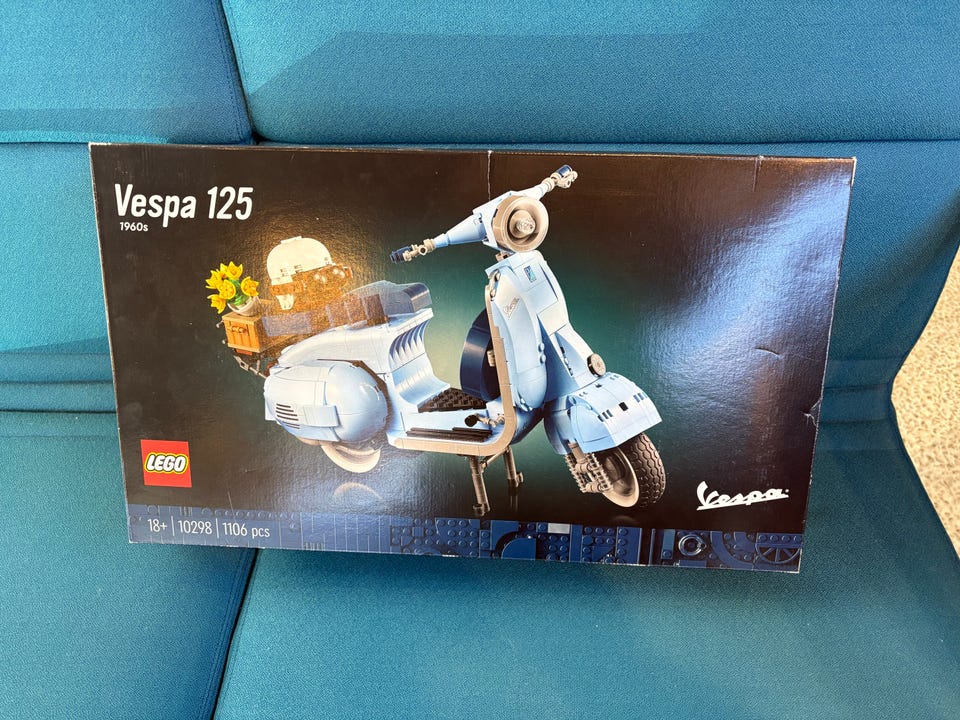 Vespa 125
1960s
LEGO
Vespa
18+ | 10298 | 1106 pcs